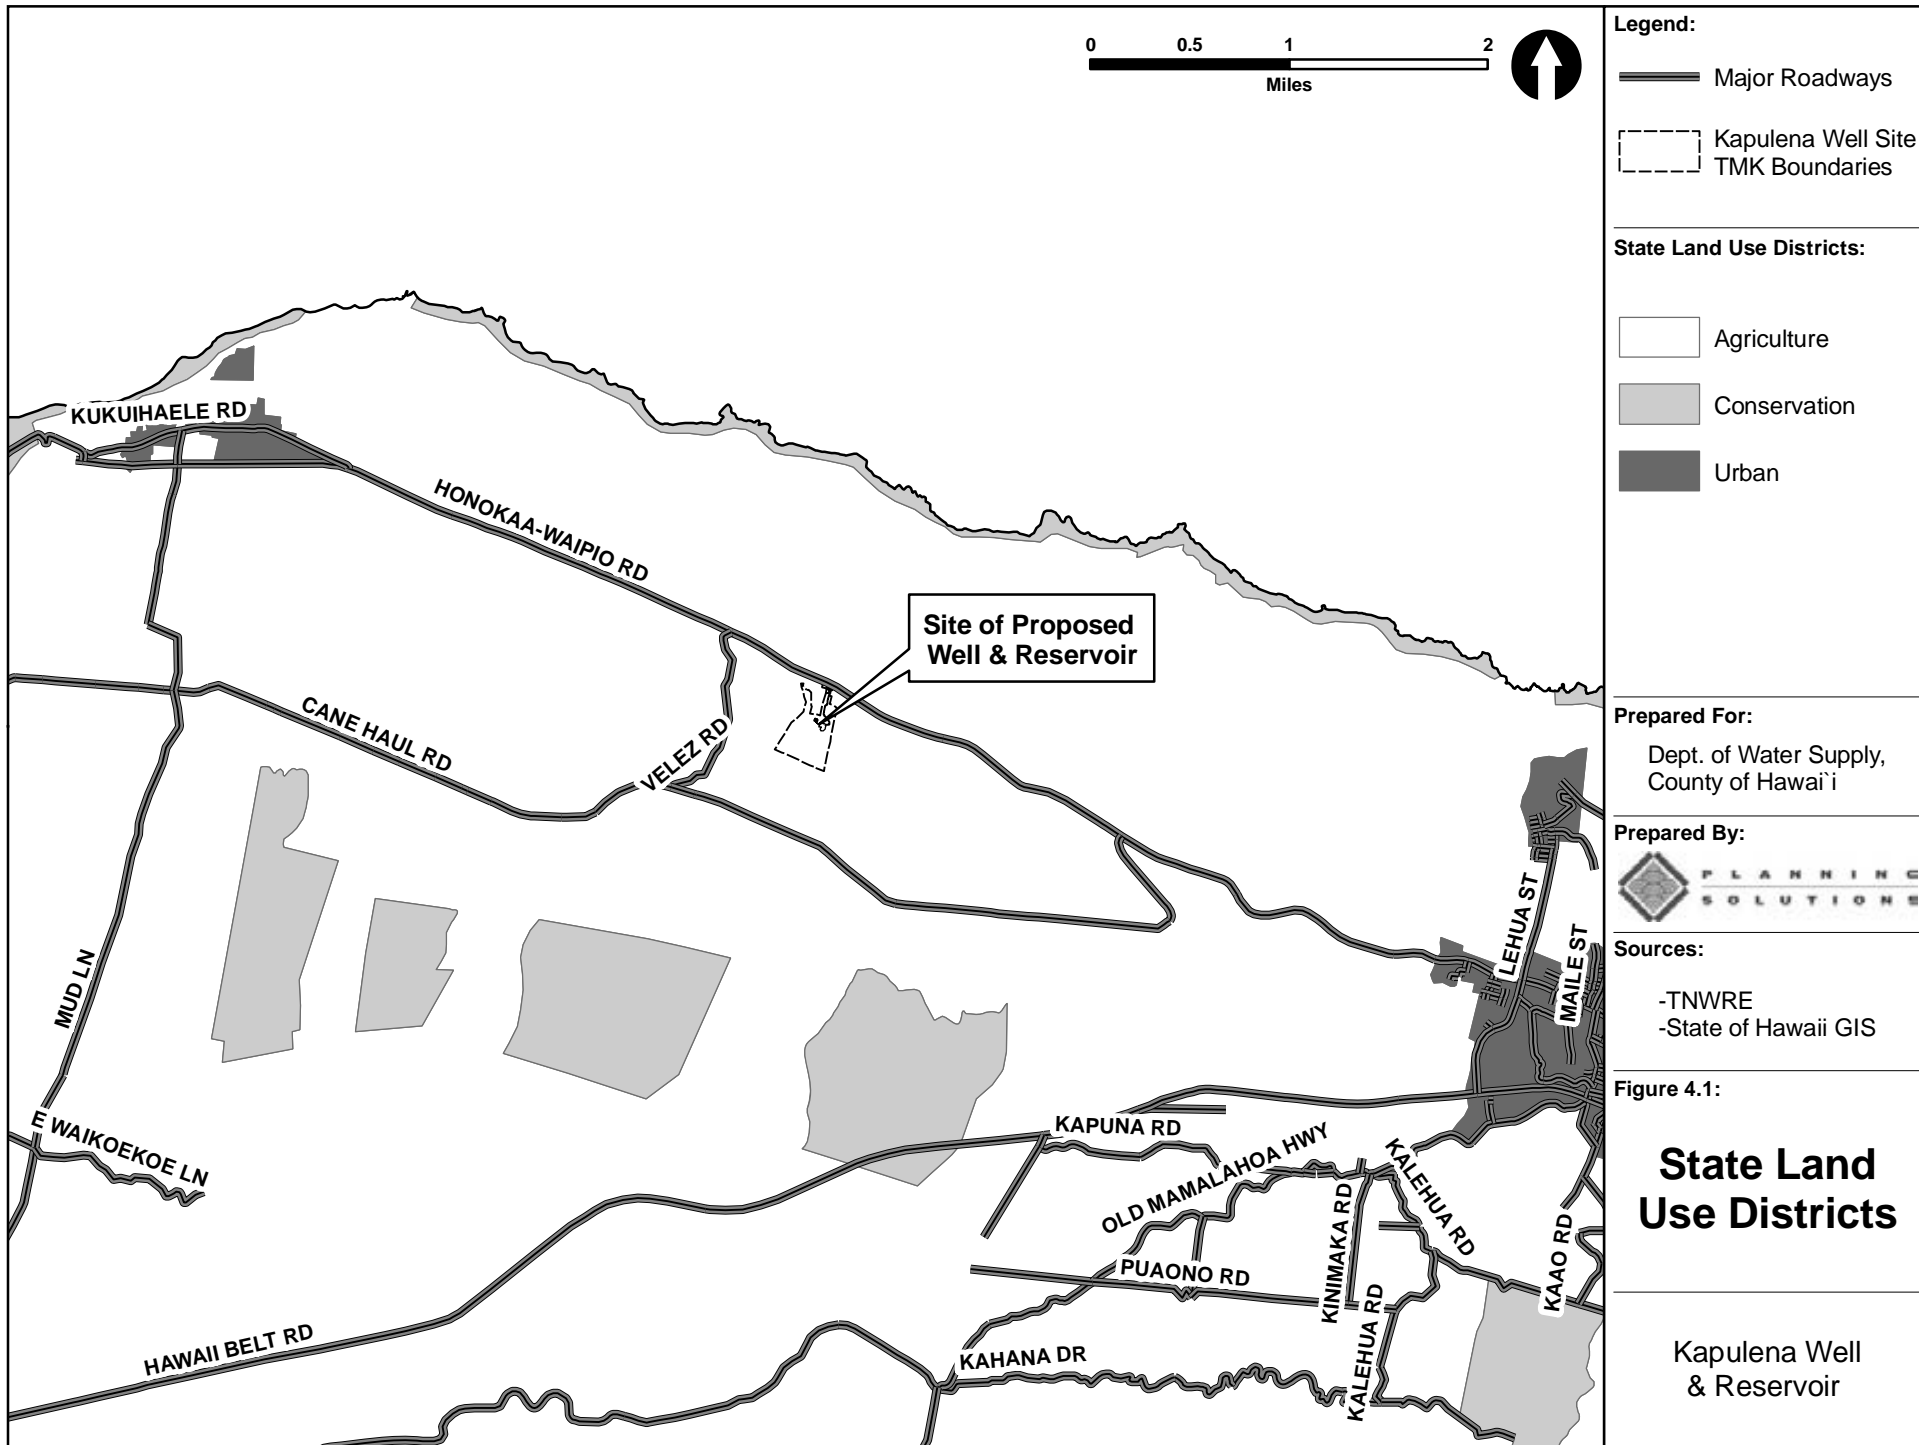 0 0.5 1 2
Miles
KUKUIHAELE RD
HONOKAA-WAIPIO RD
Site of Proposed
Well & Reservoir
CANE HAUL RD
VELEZ RD
MUD LN
LEHUA ST
MAILE ST
E WAIKOEKOE LN
KAPUNA RD
OLD MAMALAHOA HWY
KALEHUA RD
KINIMAKA RD
KAAO RD
PUAONO RD
KALEHUA RD
HAWAII BELT RD
KAHANA DR
Legend:
Major Roadways
Kapulena Well Site
TMK Boundaries
State Land Use Districts:
Agriculture
Conservation
Urban
Prepared For:
Dept. of Water Supply,
County of Hawai`i
Prepared By:
PLANNING
SOLUTIONS
Sources:
-TNWRE
-State of Hawaii GIS
Figure 4.1:
State Land
Use Districts
Kapulena Well
& Reservoir